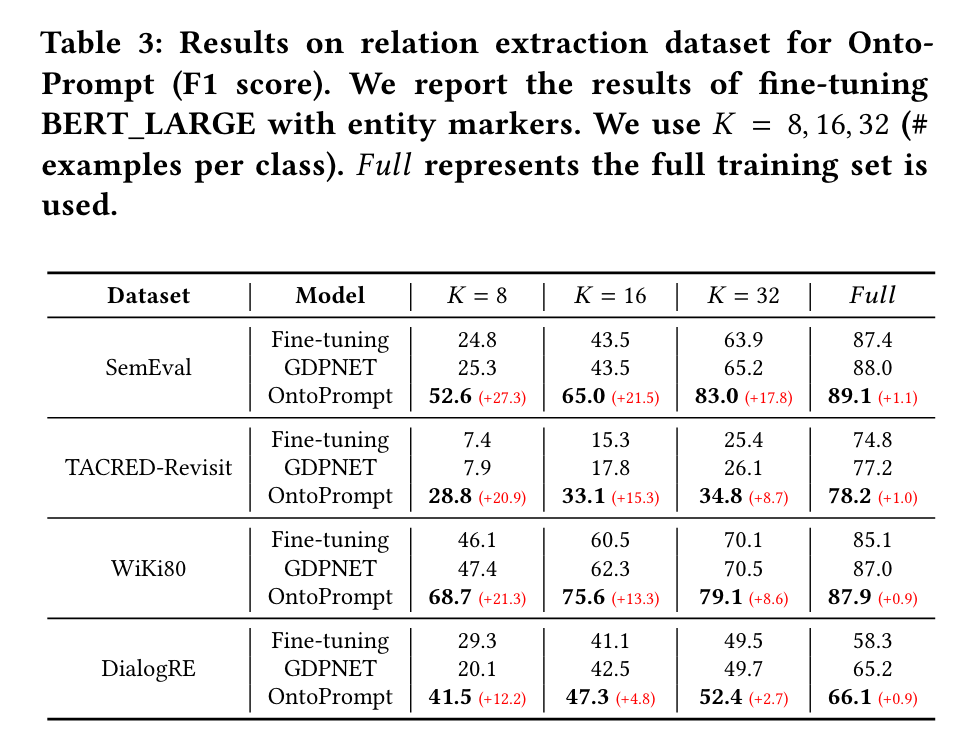 Table 3: Results on relation extraction dataset for Onto-
Prompt (F1 score). We report the results of fine-tuning
BERT_LARGE with entity markers. We use K = 8, 16, 32 (#
examples per class). Full represents the full training set is
used.
Dataset Model K = 8 K = 16 K = 32 Full
Fine-tuning 24.8 43.5 63.9 87.4
SemEval GDPNET 25.3 43.5 65.2 88.0
OntoPrompt 52.6 (+27.3) 65.0 (+21.5) 83.0 (+17.8) 89.1 (+1.1)
Fine-tuning 7.4 15.3 25.4 74.8
TACRED-Revisit GDPNET 7.9 17.8 26.1 77.2
OntoPrompt 28.8 (+20.9) 33.1 (+15.3) 34.8 (+8.7) 78.2 (+1.0)
Fine-tuning 46.1 60.5 70.1 85.1
WiKi80 GDPNET 47.4 62.3 70.5 87.0
OntoPrompt 68.7 (+21.3) 75.6 (+13.3) 79.1 (+8.6) 87.9 (+0.9)
Fine-tuning 29.3 41.1 49.5 58.3
DialogRE GDPNET 20.1 42.5 49.7 65.2
OntoPrompt 41.5 (+12.2) 47.3 (+4.8) 52.4 (+2.7) 66.1 (+0.9)